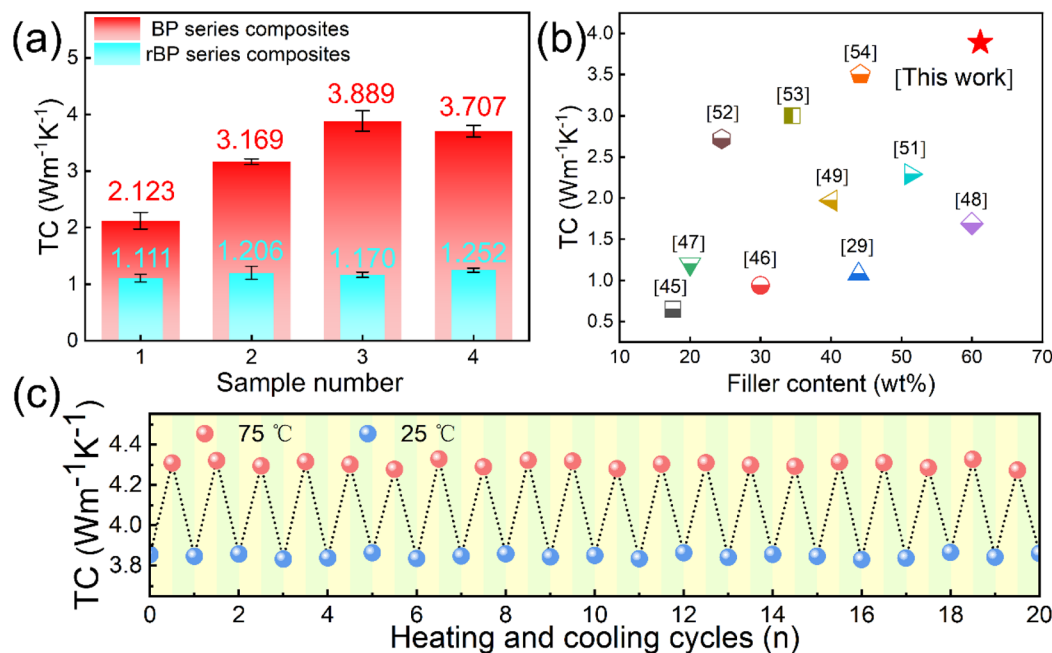 (a)
BP series composites
rBP series composites
TC (Wm⁻¹K⁻¹)
5
4
3
2
1
0
2.123
3.169
3.889
3.707
1.111
1.206
1.170
1.252
1 2 3 4
Sample number
(b)
TC (Wm⁻¹K⁻¹)
4.0
3.5
3.0
2.5
2.0
1.5
1.0
0.5
[54]
[This work]
[53]
[52]
[51]
[49]
[48]
[47]
[46]
[29]
[45]
10 20 30 40 50 60 70
Filler content (wt%)
(c)
75 ℃ 25 ℃
TC (Wm⁻¹K⁻¹)
4.4
4.2
4.0
3.8
0 2 4 6 8 10 12 14 16 18 20
Heating and cooling cycles (n)